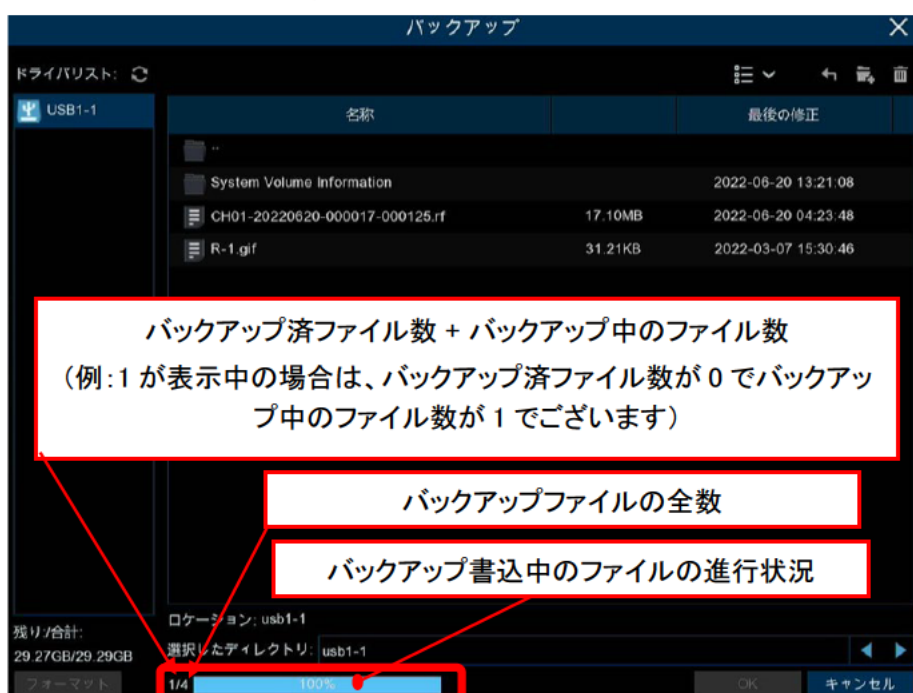 バックアップ
ドライバリスト:
USB1-1
名称
最後の修正
..
System Volume Information
2022-06-20 13:21:08
CH01-20220620-000017-000125.rf
17.10MB
2022-06-20 04:23:48
R-1.gif
31.21KB
2022-03-07 15:30:46
バックアップ済ファイル数 + バックアップ中のファイル数
（例:1 が表示中の場合は、バックアップ済ファイル数が 0 でバックアッ
プ中のファイル数が 1 でございます）
バックアップファイルの全数
バックアップ書込中のファイルの進行状況
ロケーション: usb1-1
残り/合計:
選択したディレクトリ: usb1-1
29.27GB/29.29GB
フォーマット
1/4
100%
OK
キャンセル